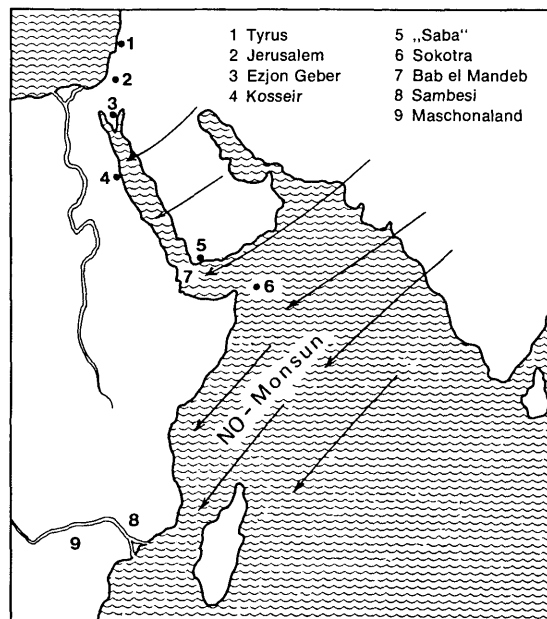 1 Tyrus
2 Jerusalem
3 Ezjon Geber
4 Kosseir
5 „Saba“
6 Sokotra
7 Bab el Mandeb
8 Sambesi
9 Maschonaland
1
2
3
4
5
7
6
NO-Monsun
8
9